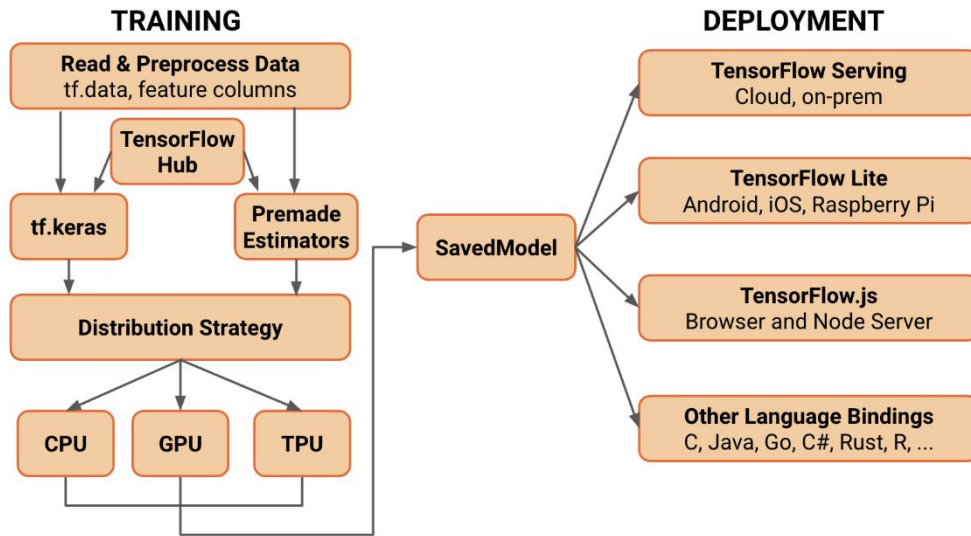 TRAINING
Read & Preprocess Data
tf.data, feature columns
TensorFlow
Hub
tf.keras
Premade
Estimators
Distribution Strategy
CPU
GPU
TPU
SavedModel
DEPLOYMENT
TensorFlow Serving
Cloud, on-prem
TensorFlow Lite
Android, iOS, Raspberry Pi
TensorFlow.js
Browser and Node Server
Other Language Bindings
C, Java, Go, C#, Rust, R, ...